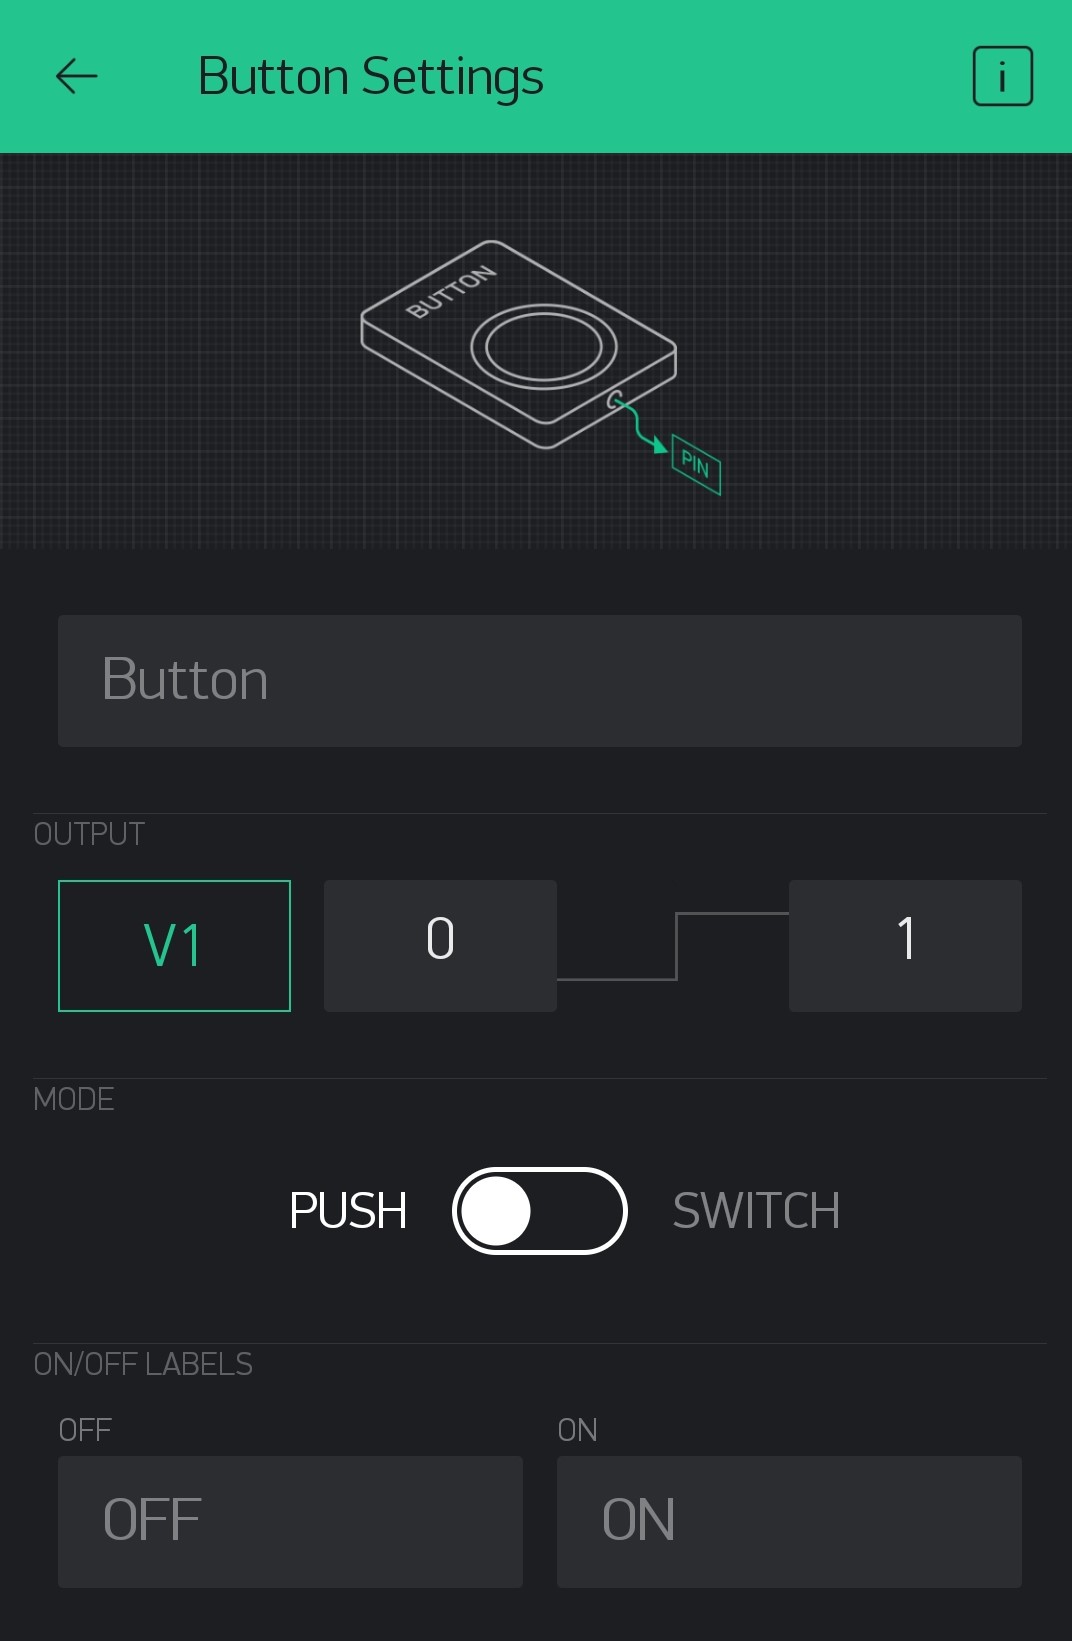 Button Settings
i
BUTTON
PIN
Button
OUTPUT
V1
0
1
MODE
PUSH
SWITCH
ON/OFF LABELS
OFF
ON
OFF
ON